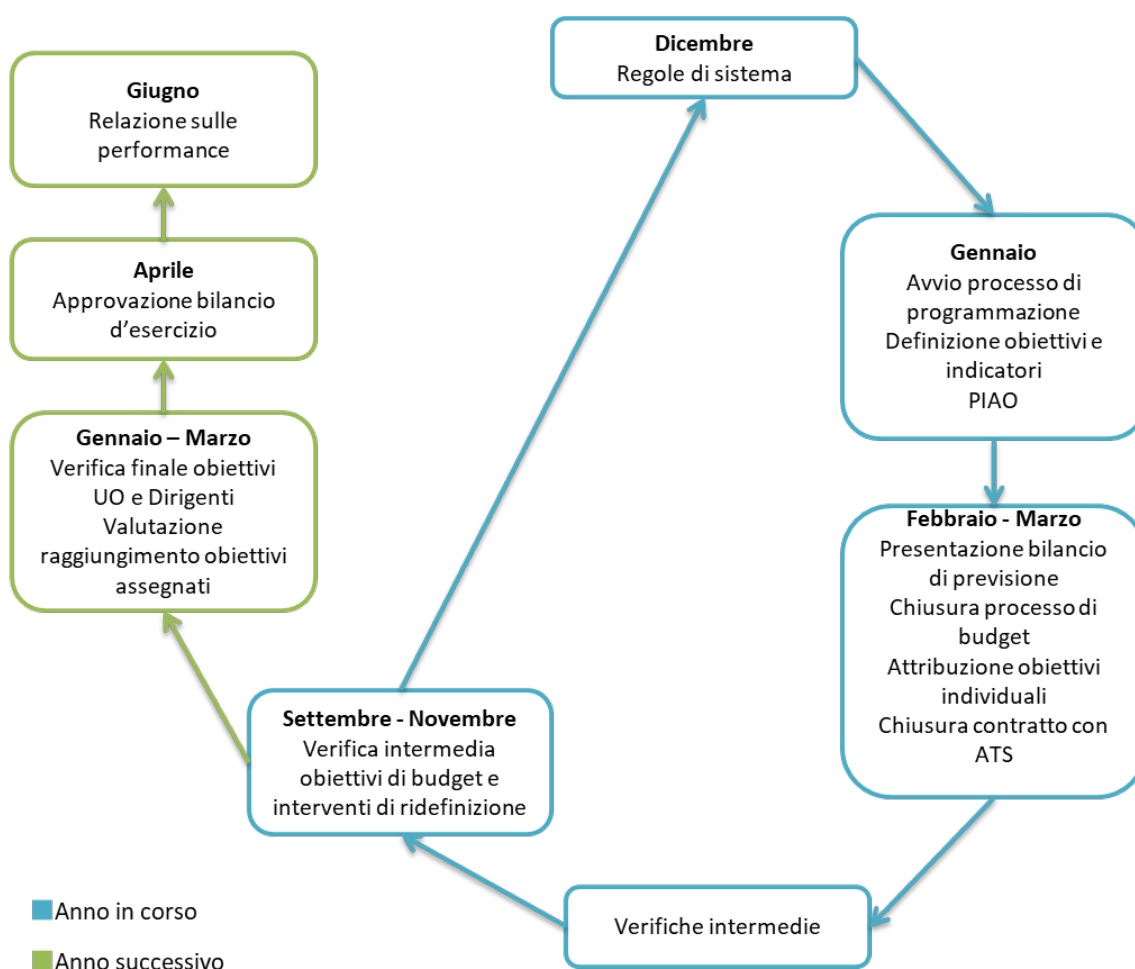 Dicembre
Regole di sistema
Giugno
Relazione sulle
performance
Gennaio
Avvio processo di
programmazione
Definizione obiettivi e
indicatori
PIAO
Aprile
Approvazione bilancio
d'esercizio
Gennaio – Marzo
Verifica finale obiettivi
UO e Dirigenti
Valutazione
raggiungimento obiettivi
assegnati
Febbraio - Marzo
Presentazione bilancio
di previsione
Chiusura processo di
budget
Attribuzione obiettivi
individuali
Chiusura contratto con
ATS
Settembre - Novembre
Verifica intermedia
obiettivi di budget e
interventi di ridefinizione
Verifiche intermedie
Anno in corso
Anno successivo